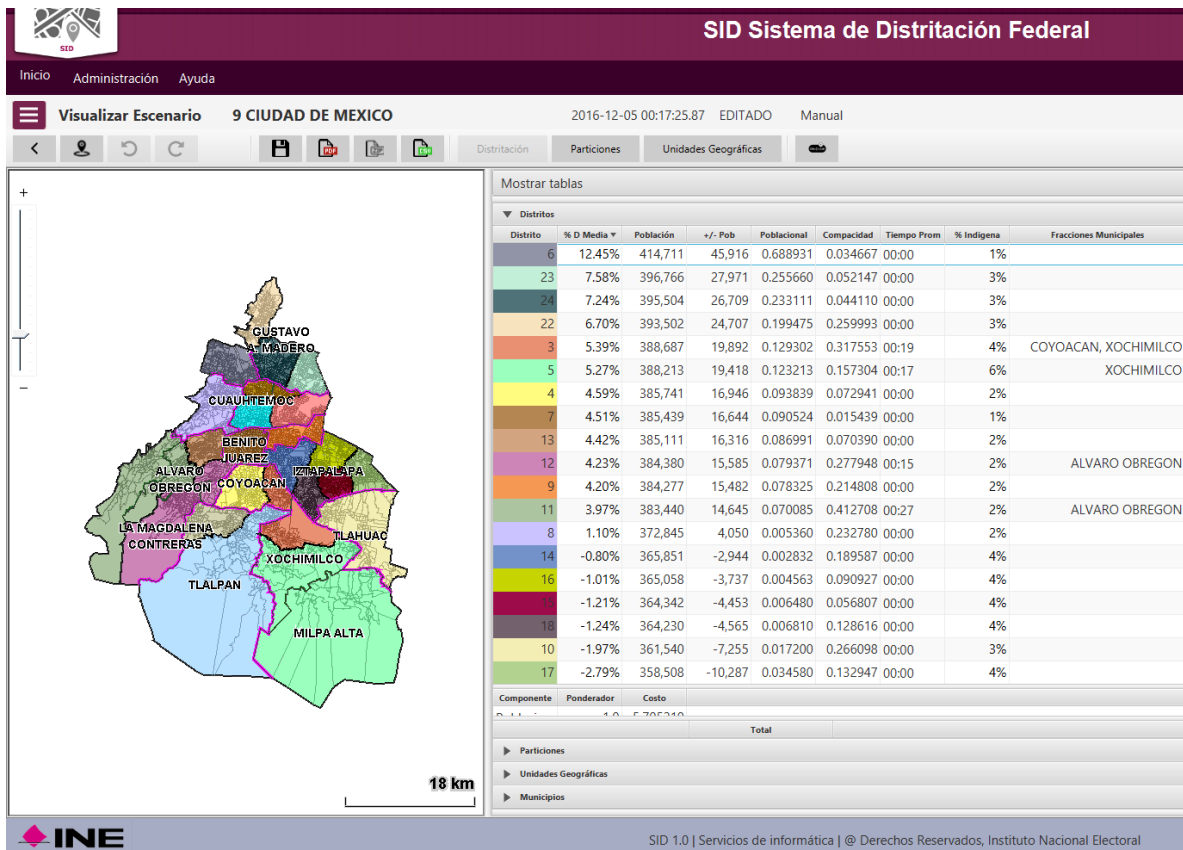 SID
SID Sistema de Distritación Federal
Inicio Administración Ayuda
Visualizar Escenario 9 CIUDAD DE MEXICO 2016-12-05 00:17:25.87 EDITADO Manual
PDF CSV Distritación Particiones Unidades Geográficas
Mostrar tablas
Distritos
Distrito % D Media Población +/- Pob Poblacional Compacidad Tiempo Prom % Indigena Fracciones Municipales
6 12.45% 414,711 45,916 0.688931 0.034667 00:00 1%
23 7.58% 396,766 27,971 0.255660 0.052147 00:00 3%
24 7.24% 395,504 26,709 0.233111 0.044110 00:00 3%
22 6.70% 393,502 24,707 0.199475 0.259993 00:00 3%
3 5.39% 388,687 19,892 0.129302 0.317553 00:19 4% COYOACAN, XOCHIMILCO
5 5.27% 388,213 19,418 0.123213 0.157304 00:17 6% XOCHIMILCO
4 4.59% 385,741 16,946 0.093839 0.072941 00:00 2%
7 4.51% 385,439 16,644 0.090524 0.015439 00:00 1%
13 4.42% 385,111 16,316 0.086991 0.070390 00:00 2%
12 4.23% 384,380 15,585 0.079371 0.277948 00:15 2% ALVARO OBREGON
9 4.20% 384,277 15,482 0.078325 0.214808 00:00 2%
11 3.97% 383,440 14,645 0.070085 0.412708 00:27 2% ALVARO OBREGON
8 1.10% 372,845 4,050 0.005360 0.232780 00:00 2%
14 -0.80% 365,851 -2,944 0.002832 0.189587 00:00 4%
16 -1.01% 365,058 -3,737 0.004563 0.090927 00:00 4%
15 -1.21% 364,342 -4,453 0.006480 0.056807 00:00 4%
18 -1.24% 364,230 -4,565 0.006810 0.128616 00:00 4%
10 -1.97% 361,540 -7,255 0.017200 0.266098 00:00 3%
17 -2.79% 358,508 -10,287 0.034580 0.132947 00:00 4%
Componente Ponderador Costo
Total
Particiones
Unidades Geográficas
Municipios
GUSTAVO
A. MADERO
CUAUHTEMOC
BENITO
JUAREZ
ALVARO
OBREGON
IZTAPALAPA
COYOACAN
LA MAGDALENA
CONTRERAS
TLAHUAC
XOCHIMILCO
TLALPAN
MILPA ALTA
18 km
INE
SID 1.0 | Servicios de informática | @ Derechos Reservados, Instituto Nacional Electoral